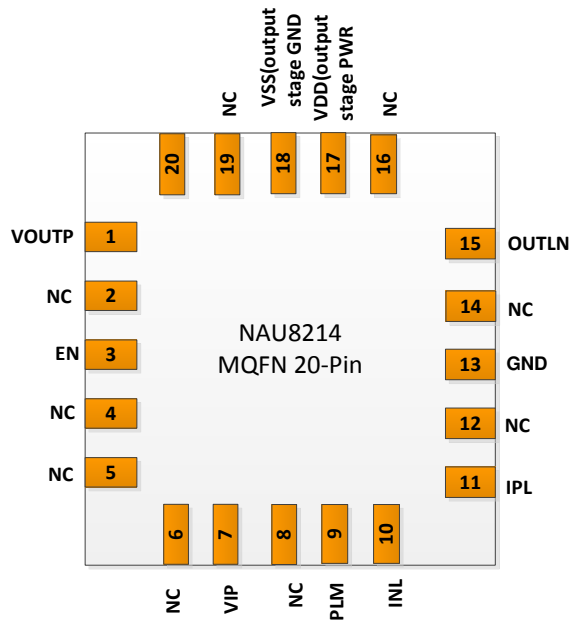 NC
VSS(output
stage GND
VDD(output
stage PWR
NC
20
19
18
17
16
VOUTP
1
NC
2
EN
3
NC
4
NC
5
NAU8214
MQFN 20-Pin
15
OUTLN
14
NC
13
GND
12
NC
11
IPL
6
7
8
9
10
NC
VIP
NC
PLM
INL